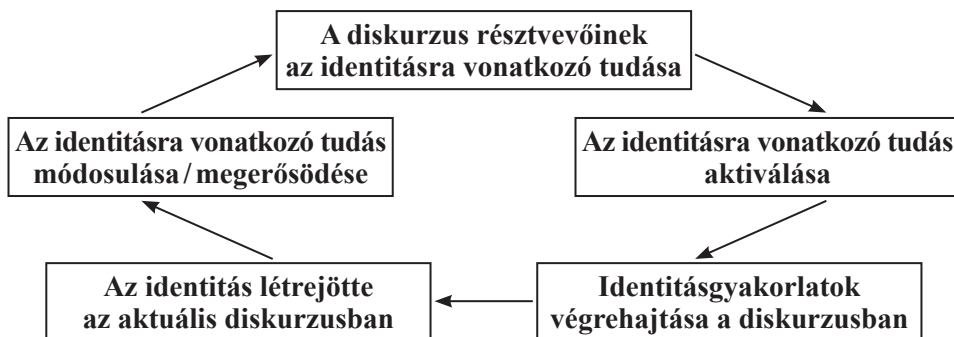 A diskurzus résztvevőinek
az identitásra vonatkozó tudása
Az identitásra vonatkozó tudás
módosulása / megerősödése
Az identitásra vonatkozó tudás
aktiválása
Az identitás létrejötte
az aktuális diskurzusban
Identitásgyakorlatok
végrehajtása a diskurzusban